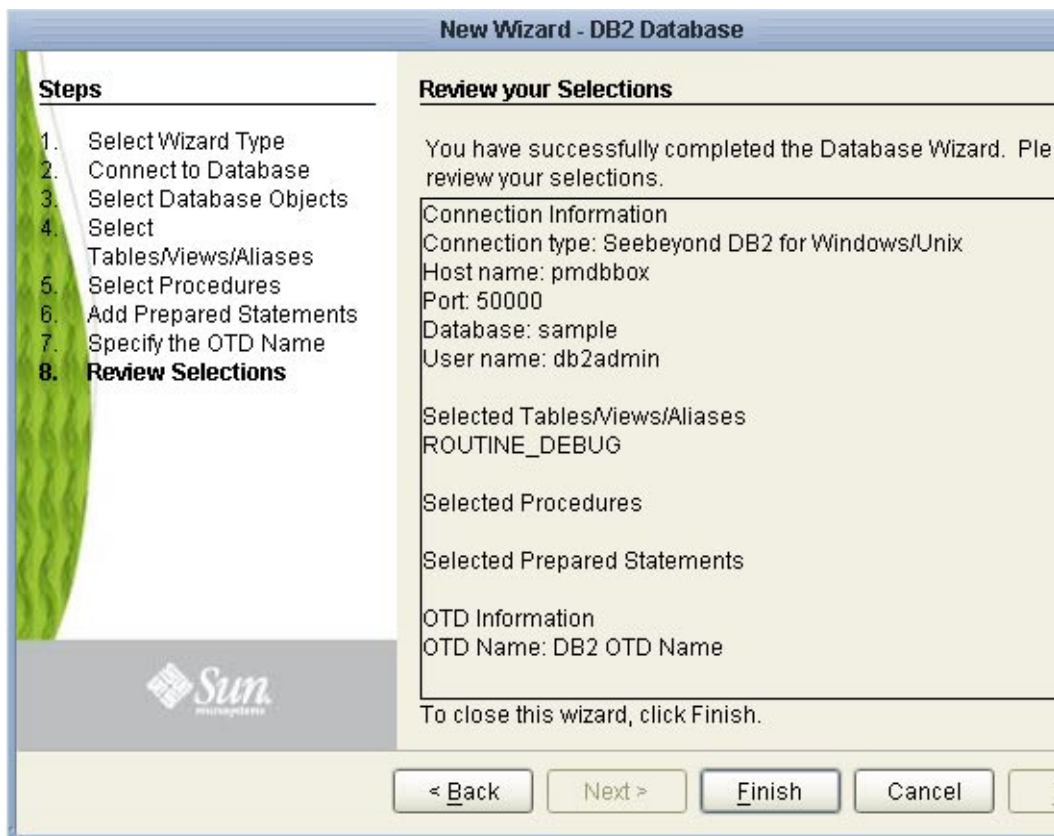 New Wizard - DB2 Database
Steps
1. Select Wizard Type
2. Connect to Database
3. Select Database Objects
4. Select
Tables/Views/Aliases
5. Select Procedures
6. Add Prepared Statements
7. Specify the OTD Name
8. Review Selections
Sun
microsystems
Review your Selections
You have successfully completed the Database Wizard. Ple
review your selections.
Connection Information
Connection type: Seebeyond DB2 for Windows/Unix
Host name: pmdbbox
Port: 50000
Database: sample
User name: db2admin
Selected Tables/Views/Aliases
ROUTINE_DEBUG
Selected Procedures
Selected Prepared Statements
OTD Information
OTD Name: DB2 OTD Name
To close this wizard, click Finish.
< Back Next > Finish Cancel